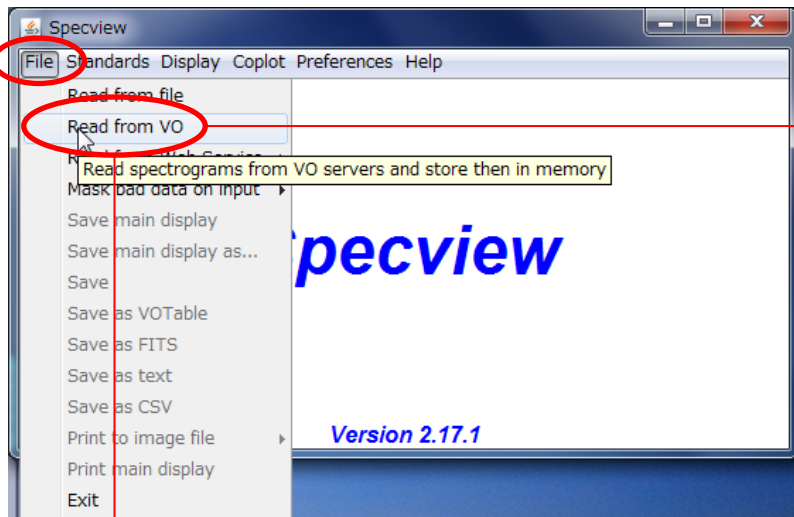 Specview
File Standards Display Coplot Preferences Help
Read from file
Read from VO
Read spectrograms from VO servers and store then in memory
Mask bad data on input
Save main display
Save main display as...
Save
Save as VOTable
Save as FITS
Save as text
Save as CSV
Print to image file
Print main display
Exit
pecview
Version 2.17.1